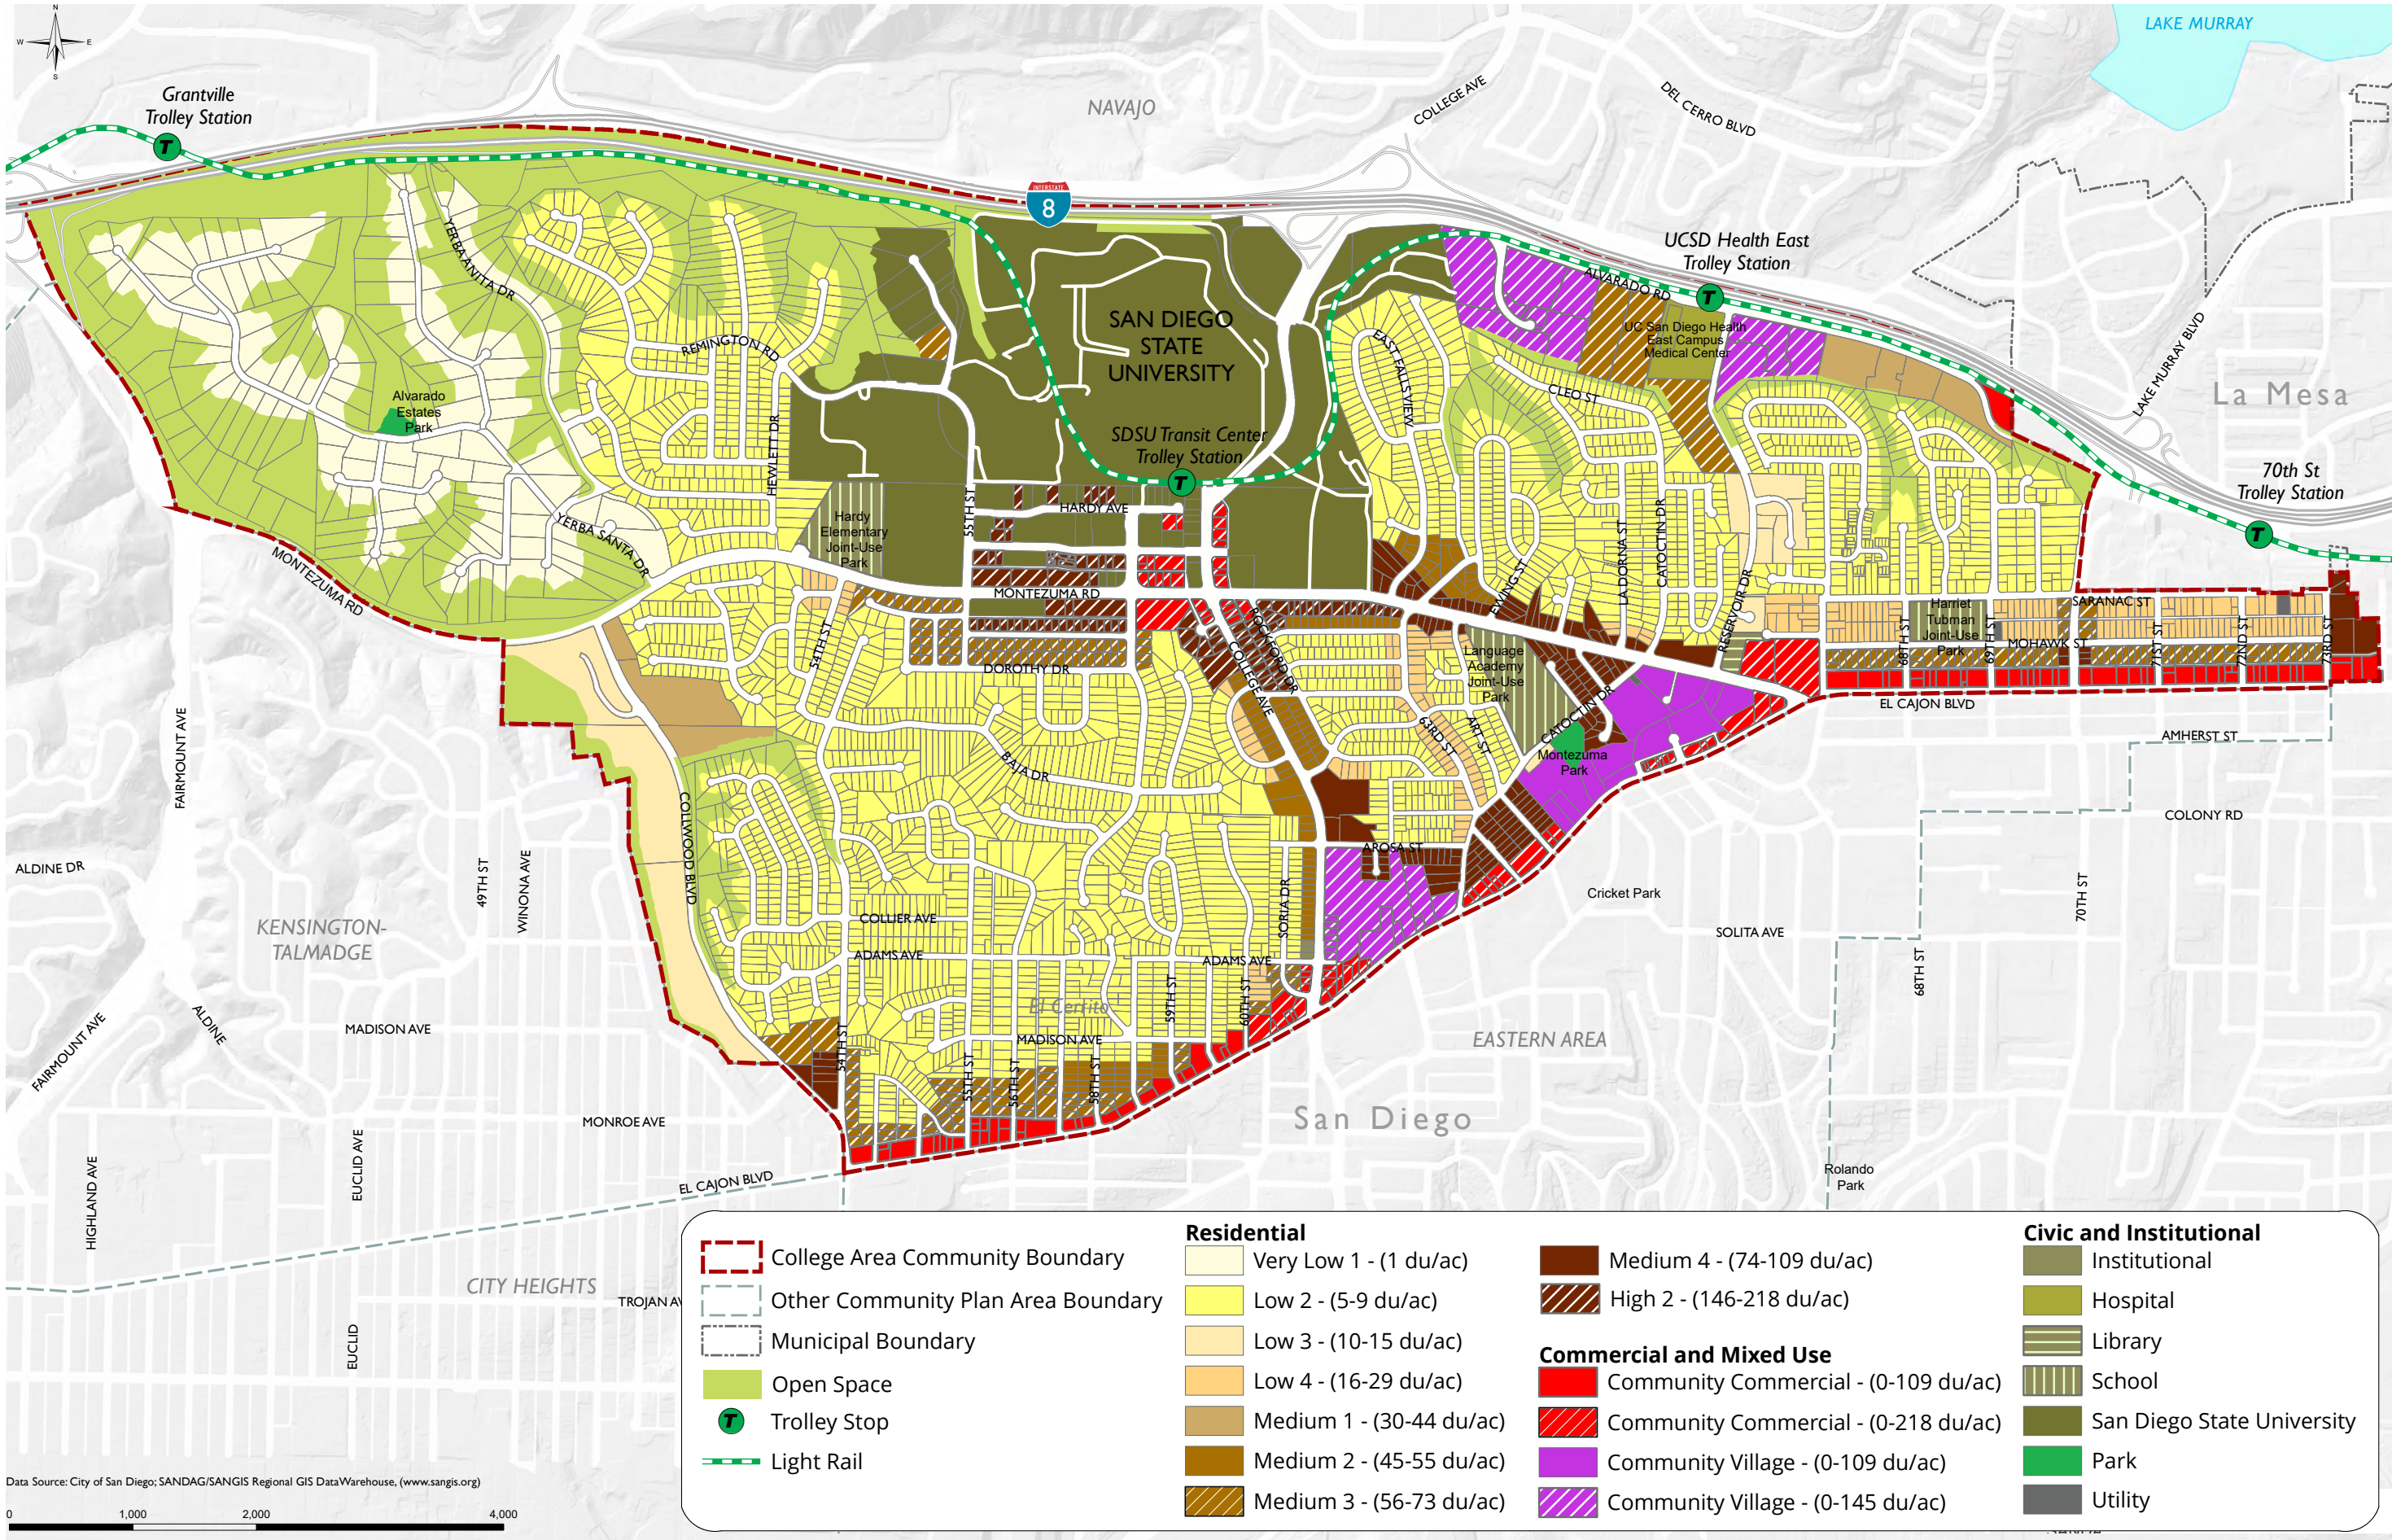 N
W
E
S
LAKE MURRAY
Grantville
Trolley Station
NAVAJO
COLLEGE AVE
DEL CERRO BLVD
INTERSTATE
8
UCSD Health East
Trolley Station
ALVARADO RD
T
T
YERBA ANITA DR
SAN DIEGO
STATE
UNIVERSITY
UC San Diego Health
East Campus
Medical Center
LAKE MURRAY BLVD
La Mesa
REMINGTON RD
EAST FALLSVIEW
CLEO ST
Alvarado
Estates
Park
HEWLETT DR
SDSU Transit Center
Trolley Station
T
70th St
Trolley Station
T
YERBA SANTA DR
Hardy
Elementary
Joint-Use
Park
55TH ST
HARDY AVE
LA DORNA ST
CATOCTIN DR
MONTEZUMA RD
MONTEZUMA RD
EWING ST
RESERVOIR DR
Harriet
Tubman
Joint-Use
Park
SARANAC ST
MOHAWK ST
68TH ST
69TH ST
71ST ST
72ND ST
73RD ST
54TH ST
DOROTHY DR
ROCKFORD DR
COLLEGE AVE
Language
Academy
Joint-Use
Park
CATOCTIN DR
63RD ST
ART ST
Montezuma
Park
EL CAJON BLVD
AMHERST ST
FAIRMOUNT AVE
BAJA DR
COLLWOOD BLVD
COLONY RD
ALDINE DR
49TH ST
WINONA AVE
AROSA ST
Cricket Park
70TH ST
KENSINGTON-
TALMADGE
COLLIER AVE
SORIA DR
SOLITA AVE
ADAMS AVE
ADAMS AVE
68TH ST
El Cerrito
59TH ST
60TH ST
ALDINE
MADISON AVE
MADISON AVE
EASTERN AREA
FAIRMOUNT AVE
54TH ST
55TH ST
56TH ST
58TH ST
San Diego
MONROE AVE
HIGHLAND AVE
EUCLID AVE
EL CAJON BLVD
Rolando
Park
CITY HEIGHTS
TROJAN AV
EUCLID
College Area Community Boundary
Other Community Plan Area Boundary
Municipal Boundary
Open Space
T
Trolley Stop
Light Rail
Residential
Very Low 1 - (1 du/ac)
Low 2 - (5-9 du/ac)
Low 3 - (10-15 du/ac)
Low 4 - (16-29 du/ac)
Medium 1 - (30-44 du/ac)
Medium 2 - (45-55 du/ac)
Medium 3 - (56-73 du/ac)
Medium 4 - (74-109 du/ac)
High 2 - (146-218 du/ac)
Commercial and Mixed Use
Community Commercial - (0-109 du/ac)
Community Commercial - (0-218 du/ac)
Community Village - (0-109 du/ac)
Community Village - (0-145 du/ac)
Civic and Institutional
Institutional
Hospital
Library
School
San Diego State University
Park
Utility
Data Source: City of San Diego; SANDAG/SANGIS Regional GIS DataWarehouse, (www.sangis.org)
0
1,000
2,000
4,000